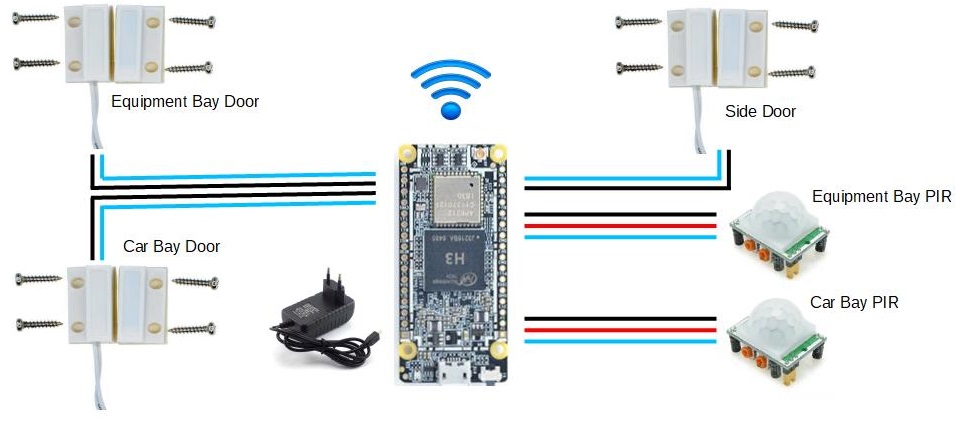 Equipment Bay Door
Side Door
Equipment Bay PIR
Car Bay Door
H3
Car Bay PIR